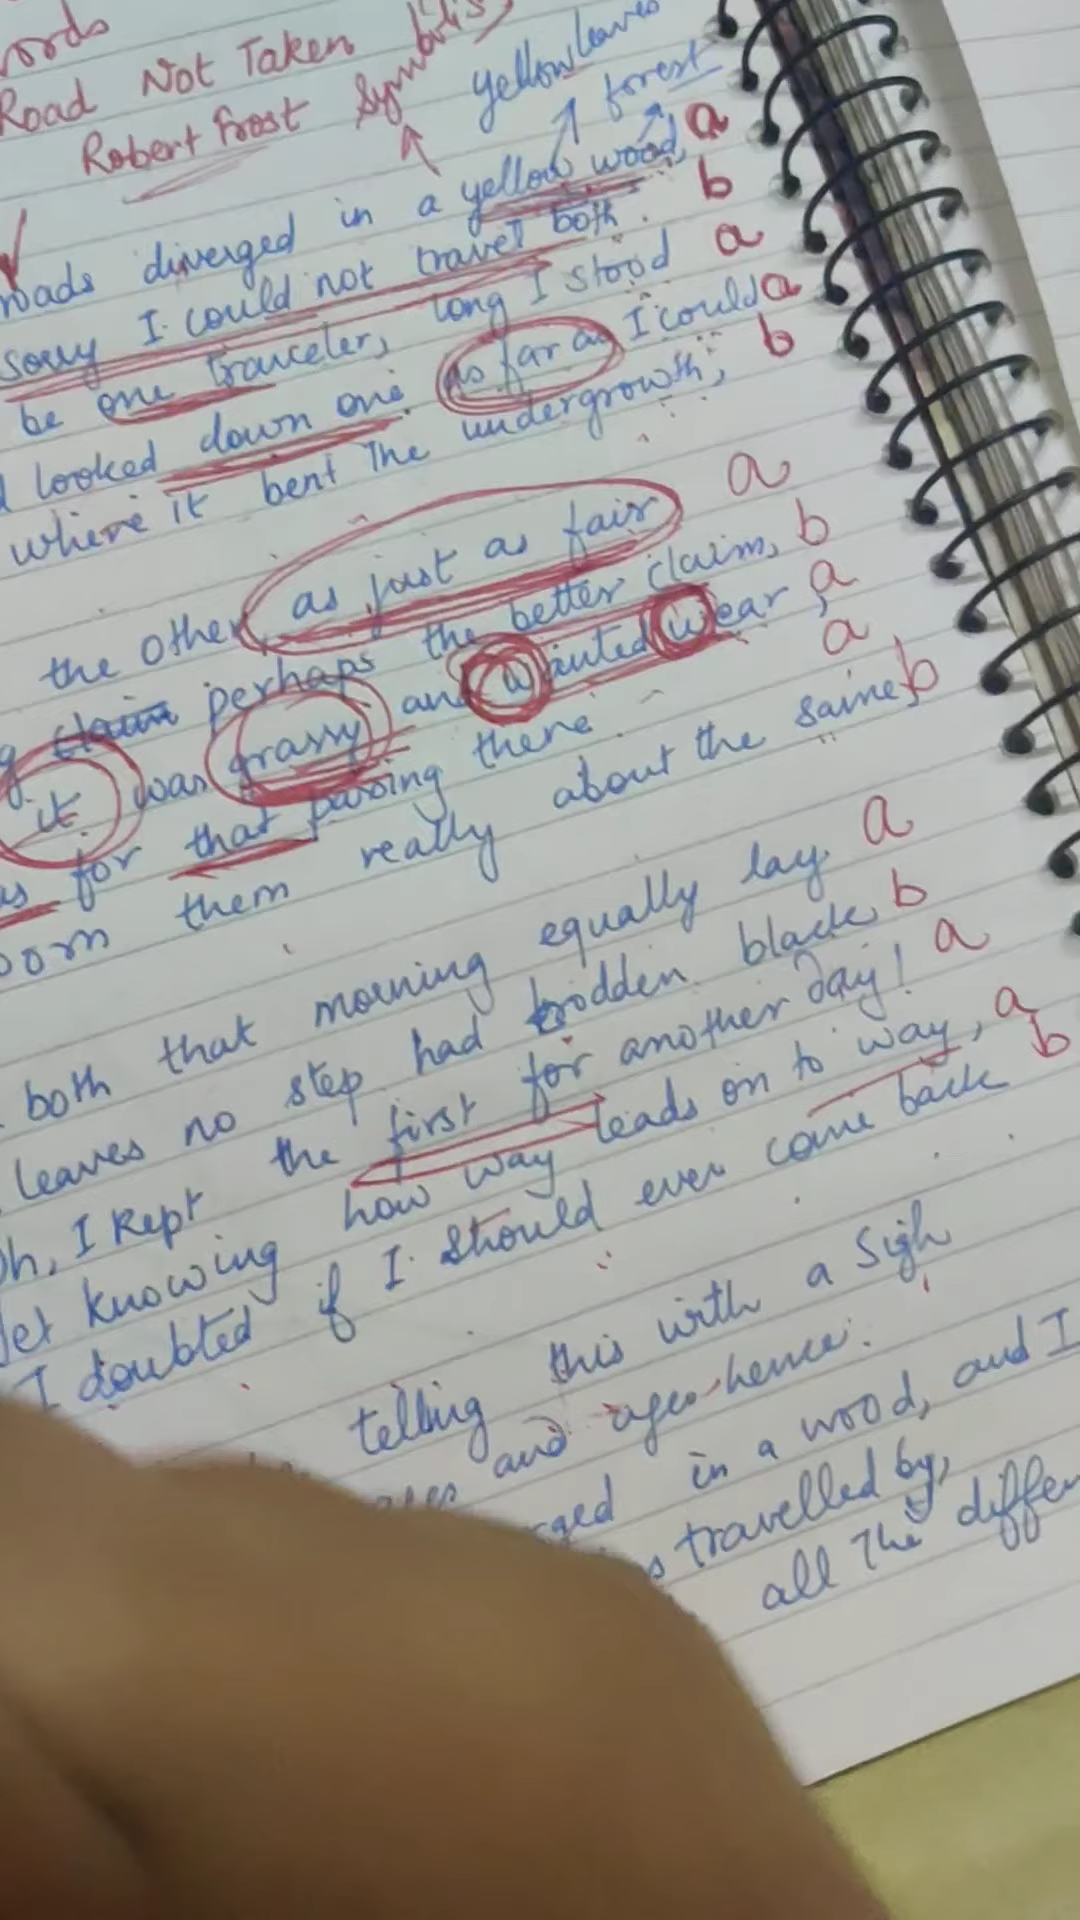 Road Not Taken
Robert Frost
yellow leaves
forest
roads diverged in a yellow wood, a
sorry I could not travel both. b
be one traveler, long I stood a
looked down one as far as I could a
where it bent the undergrowth; b
the other, as just as fair a
perhaps the better claim, b
it was grassy and wanted wear; a
for that passing there a
them really about the same, b
both that morning equally lay a
leaves no step had trodden black b
oh, I kept the first for another day! a
knowing how way leads on to way, a
I doubted if I should ever come back b
telling this with a sigh
and ages hence.
in a wood, and I
travelled by,
all the differ